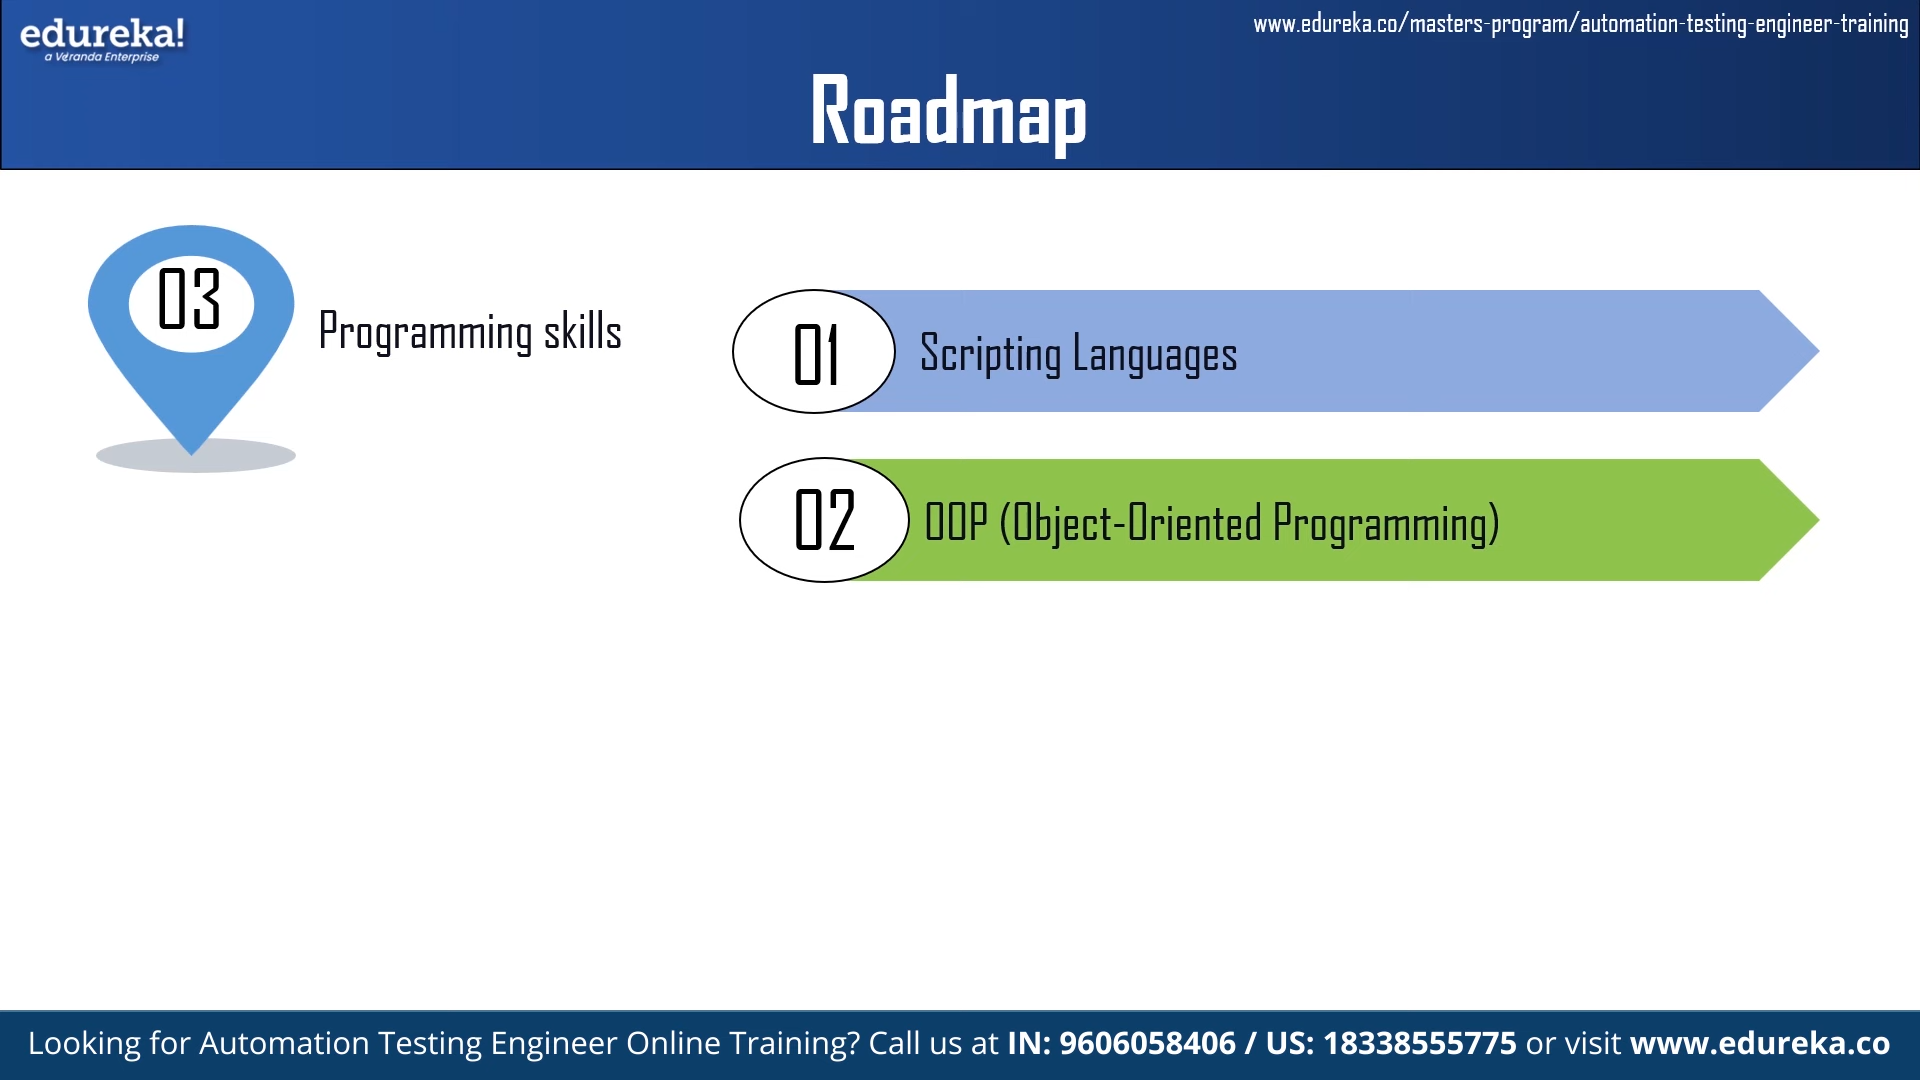 edureka!
a Veranda Enterprise
www.edureka.co/masters-program/automation-testing-engineer-training
Roadmap
03
Programming skills
01
Scripting Languages
02
OOP (Object-Oriented Programming)
Looking for Automation Testing Engineer Online Training? Call us at IN: 9606058406 / US: 18338555775 or visit www.edureka.co